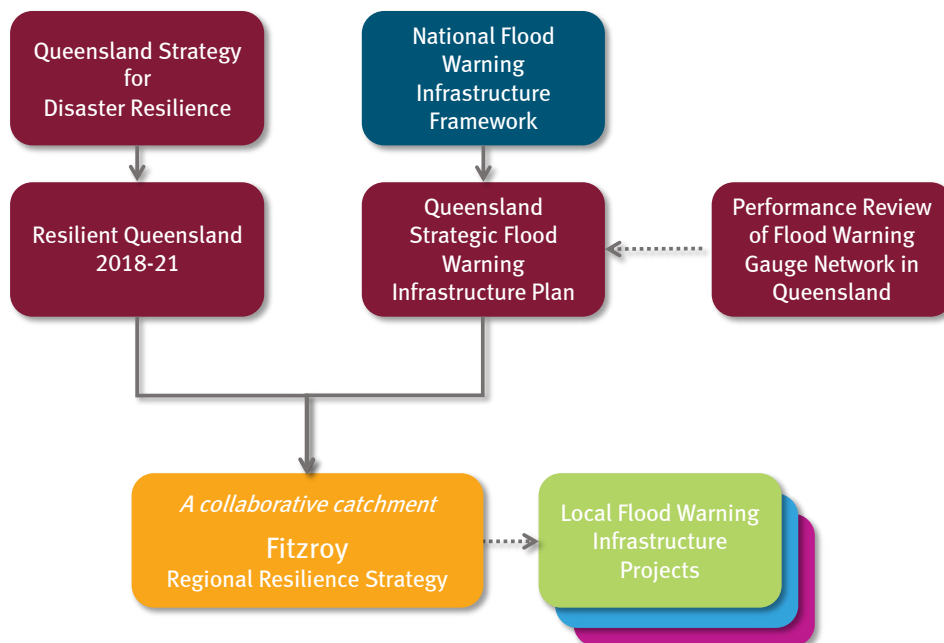 Queensland Strategy
for
Disaster Resilience
National Flood
Warning
Infrastructure
Framework
Resilient Queensland
2018-21
Queensland
Strategic Flood
Warning
Infrastructure Plan
Performance Review
of Flood Warning
Gauge Network in
Queensland
A collaborative catchment
Fitzroy
Regional Resilience Strategy
Local Flood Warning
Infrastructure
Projects